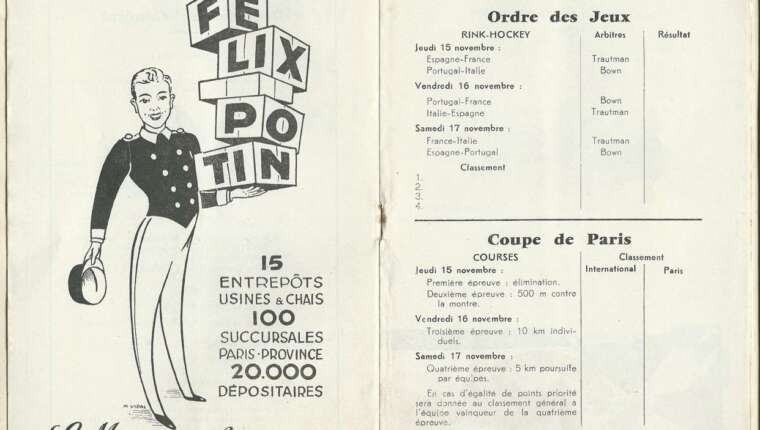 FE
LIX
PO
TIN
15
ENTREPÔTS
USINES & CHAIS
100
SUCCURSALES
PARIS-PROVINCE
20.000
DÉPOSITAIRES
Ordre des Jeux
RINK-HOCKEY Arbitres Résultat
Jeudi 15 novembre :
Espagne-France Trautman
Portugal-Italie Bown
Vendredi 16 novembre :
Portugal-France Bown
Italie-Espagne Trautman
Samedi 17 novembre :
France-Italie Trautman
Espagne-Portugal Bown
Classement
1.
2.
3.
4.
Coupe de Paris
COURSES Classement
International Paris
Jeudi 15 novembre :
Première épreuve : élimination.
Deuxième épreuve : 500 m contre
la montre.
Vendredi 16 novembre :
Troisième épreuve : 10 km indivi-
duels.
Samedi 17 novembre :
Quatrième épreuve : 5 km poursuite
par équipes.
En cas d'égalité de points priorité
sera donnée au classement général à
l'équipe vainqueur de la quatrième
épreuve.